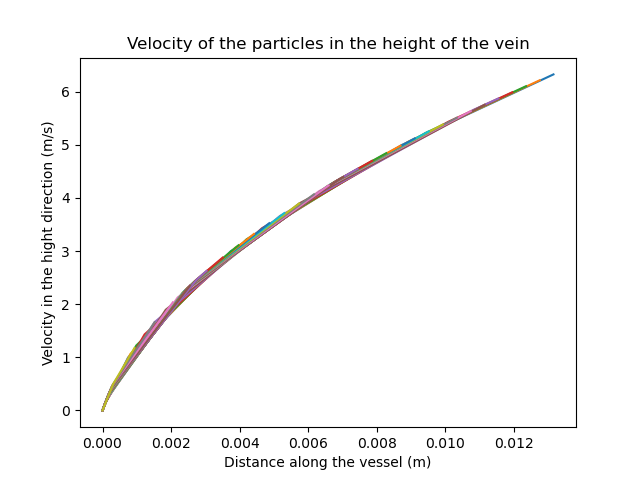 Velocity of the particles in the height of the vein
Velocity in the hight direction (m/s)
6
5
4
3
2
1
0
0.000 0.002 0.004 0.006 0.008 0.010 0.012
Distance along the vessel (m)